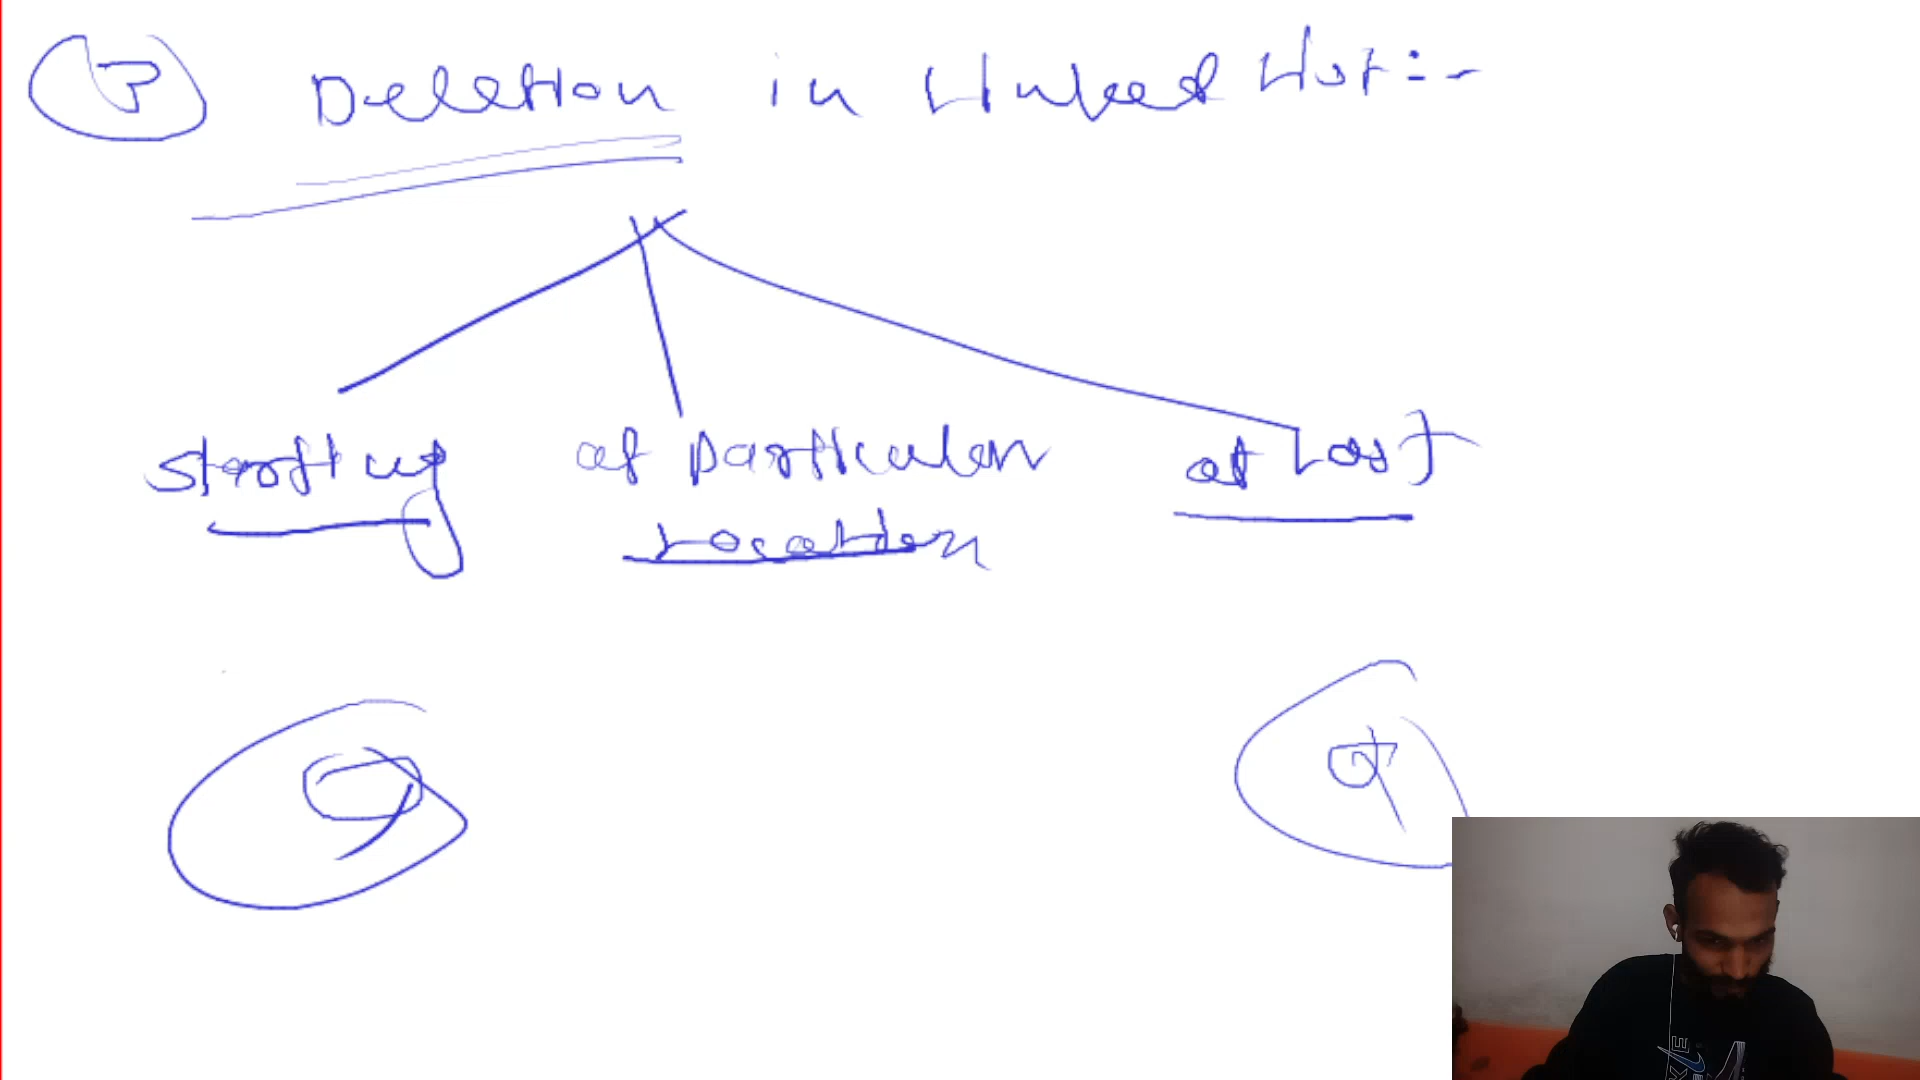 3 Deletion in Linked List:-
Starting at particular at Last
Location